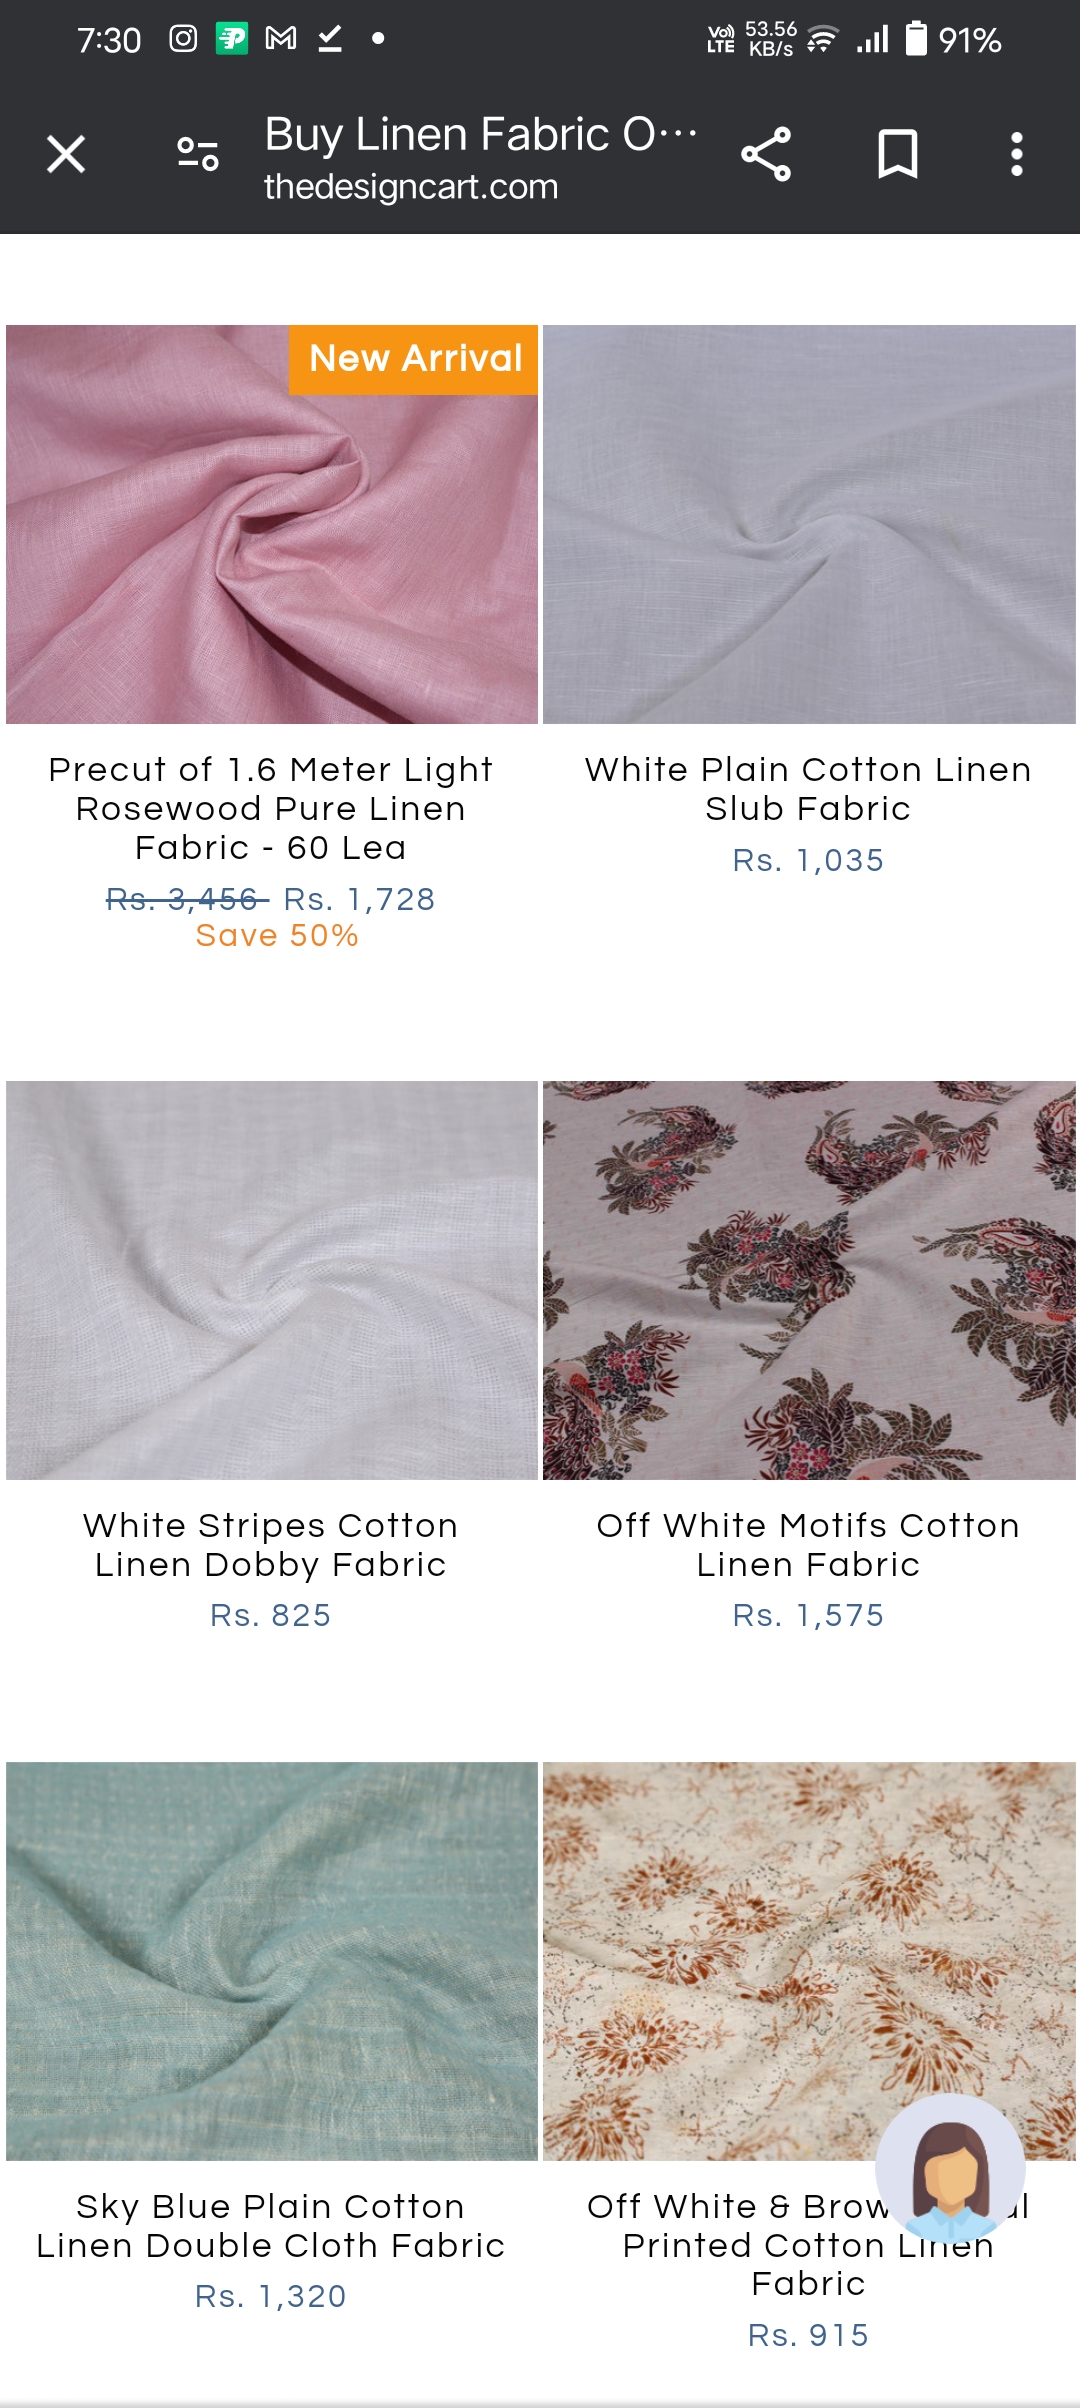 7:30
Vo)) LTE
53.56 KB/s
91%
Buy Linen Fabric O...
thedesigncart.com
New Arrival
Precut of 1.6 Meter Light
Rosewood Pure Linen
Fabric - 60 Lea
Rs. 3,456 Rs. 1,728
Save 50%
White Plain Cotton Linen
Slub Fabric
Rs. 1,035
White Stripes Cotton
Linen Dobby Fabric
Rs. 825
Off White Motifs Cotton
Linen Fabric
Rs. 1,575
Sky Blue Plain Cotton
Linen Double Cloth Fabric
Rs. 1,320
Off White &
Printed Cotton Linen
Fabric
Rs. 915